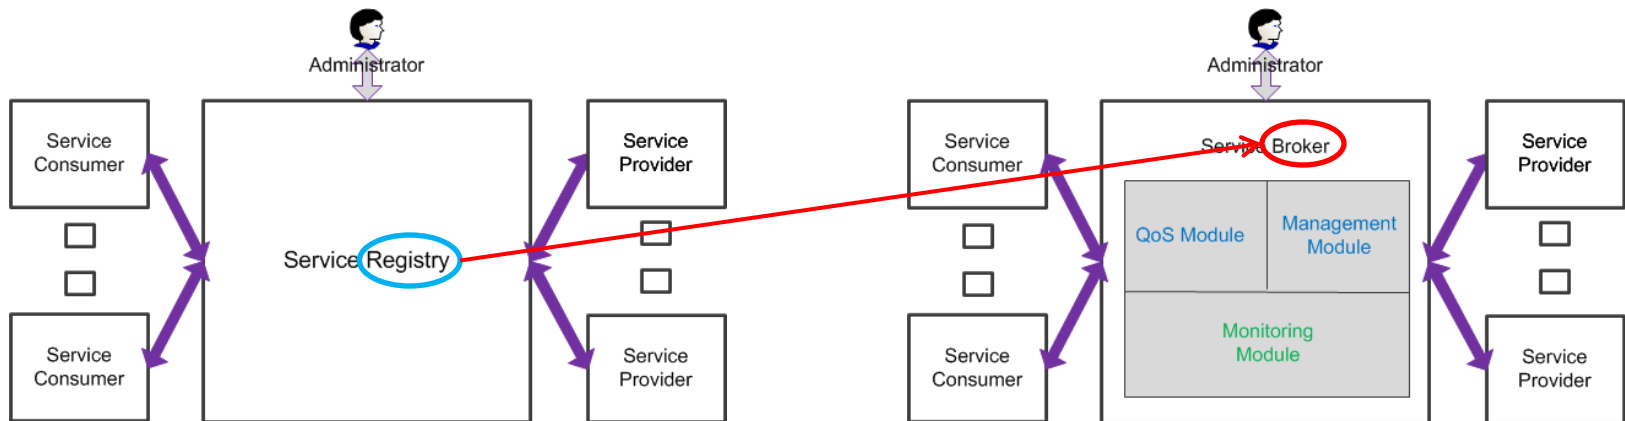 Administrator
Service
Consumer
Service
Provider
Service Registry
Service
Consumer
Service
Provider
Administrator
Service
Consumer
Service Broker
Service
Provider
QoS Module
Management
Module
Monitoring
Module
Service
Consumer
Service
Provider